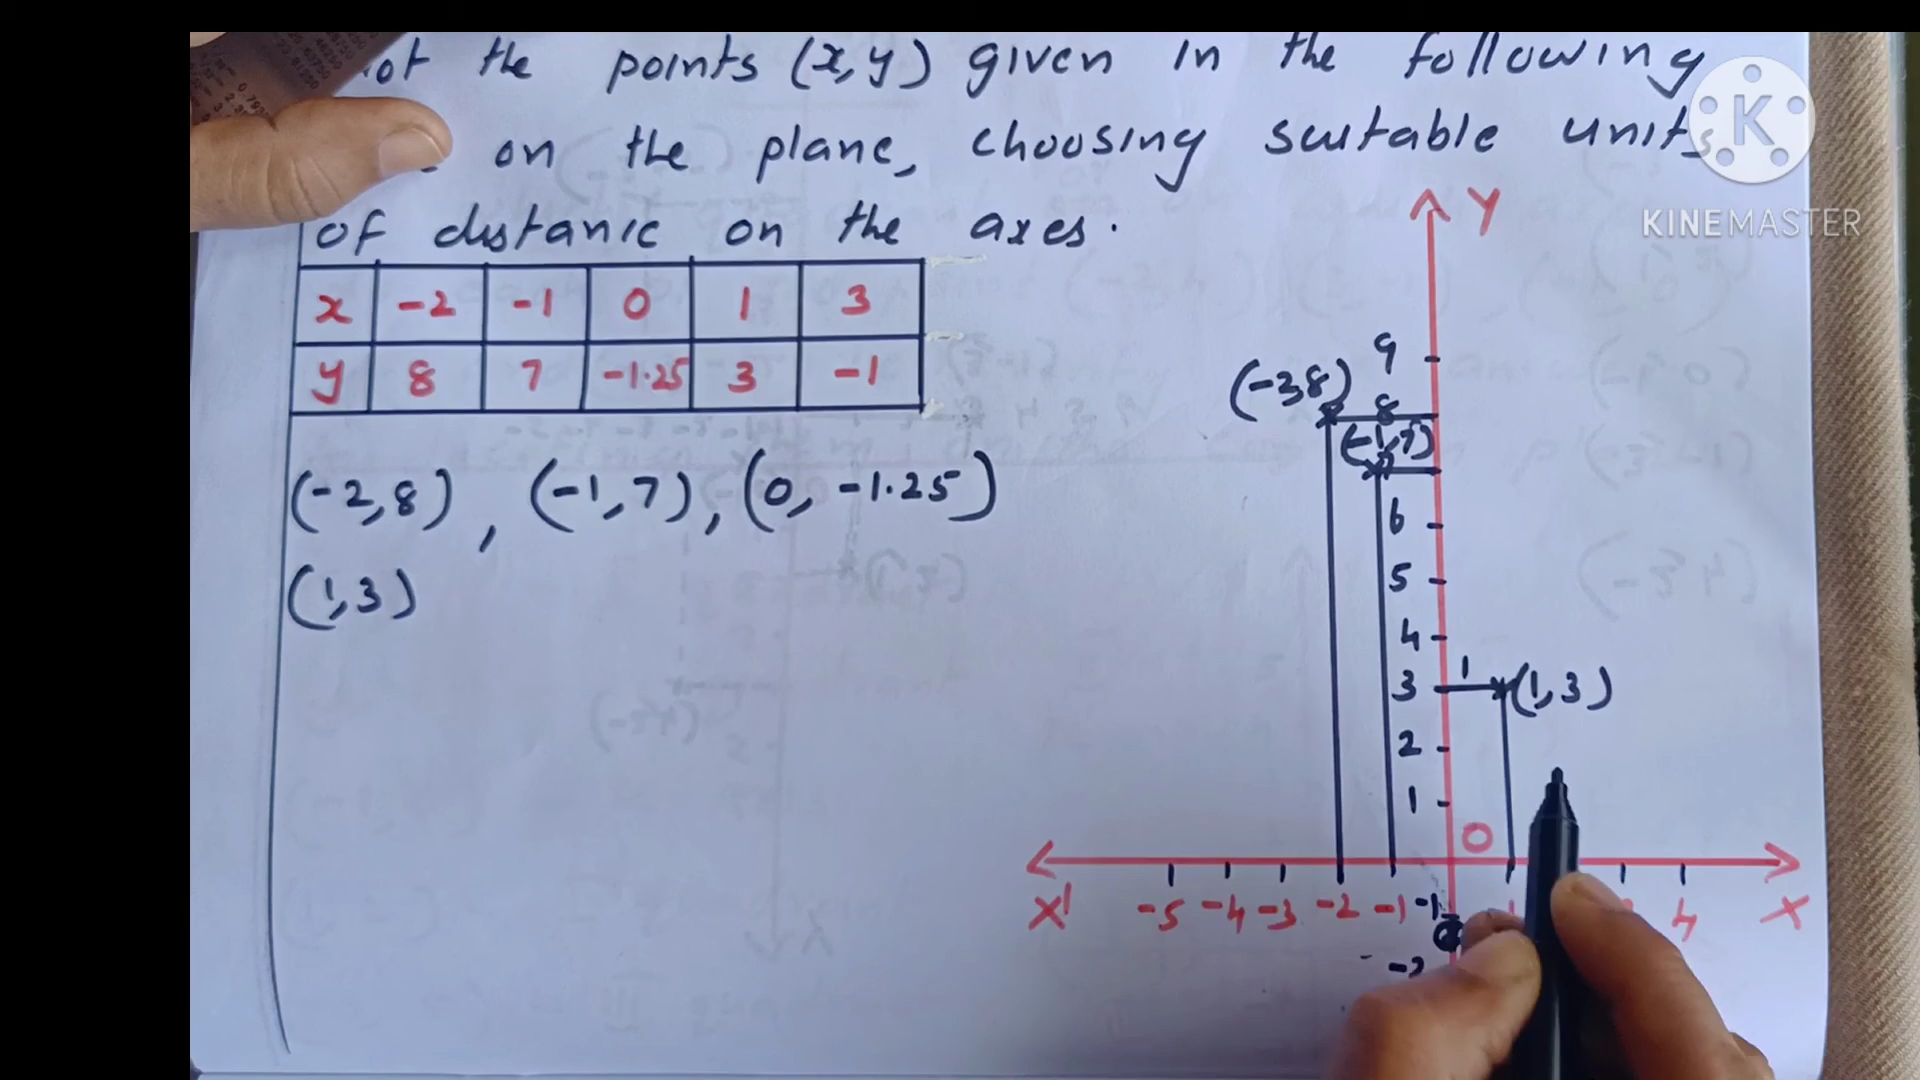 the points (x,y) given in the following
on the plane, choosing suitable units
of distance on the axes.
x -2 -1 0 1 3
y 8 7 -1.25 3 -1
(-2,8), (-1,7), (0, -1.25)
(1,3)
Y
9
(-3,8) 8
(-1,7)
6
5
4
3 1 (1,3)
2
1
0
X' -5 -4 -3 -2 -1 -1 4 X
-2
K
KINEMASTER